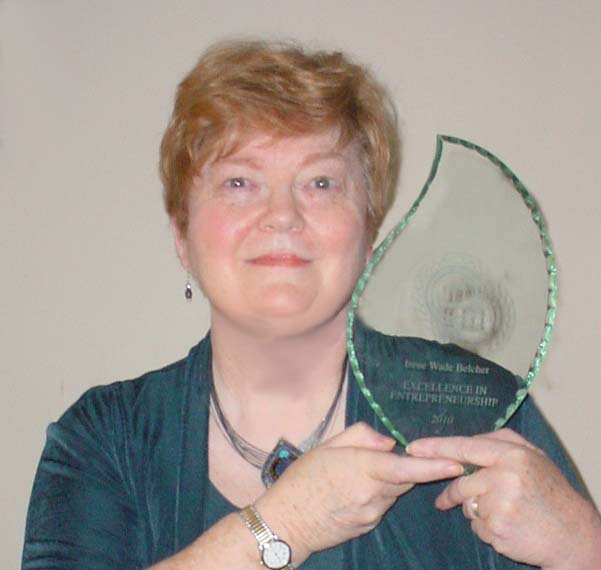 Irene Wade Belcher
EXCELLENCE IN
ENTREPRENEURSHIP
2010